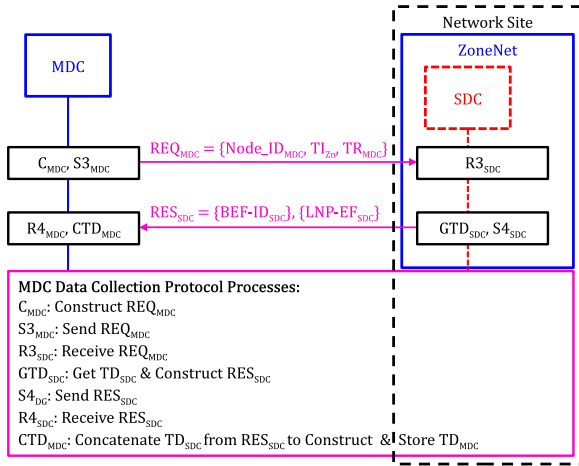 Network Site
ZoneNet
MDC
SDC
C_MDC, S3_MDC
REQ_MDC = {Node_ID_MDC, TI_Zn, TR_MDC}
R3_SDC
R4_MDC, CTD_MDC
RES_SDC = {BEF-ID_SDC}, {LNP-EF_SDC}
GTD_SDC, S4_SDC
MDC Data Collection Protocol Processes:
C_MDC: Construct REQ_MDC
S3_MDC: Send REQ_MDC
R3_SDC: Receive REQ_MDC
GTD_SDC: Get TD_SDC & Construct RES_SDC
S4_DG: Send RES_SDC
R4_SDC: Receive RES_SDC
CTD_MDC: Concatenate TD_SDC from RES_SDC to Construct & Store TD_MDC